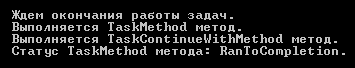 Ждем окончания работы задач.
Выполняется TaskMethod метод.
Выполняется TaskContinueWithMethod метод.
Статус TaskMethod метода: RanToCompletion.